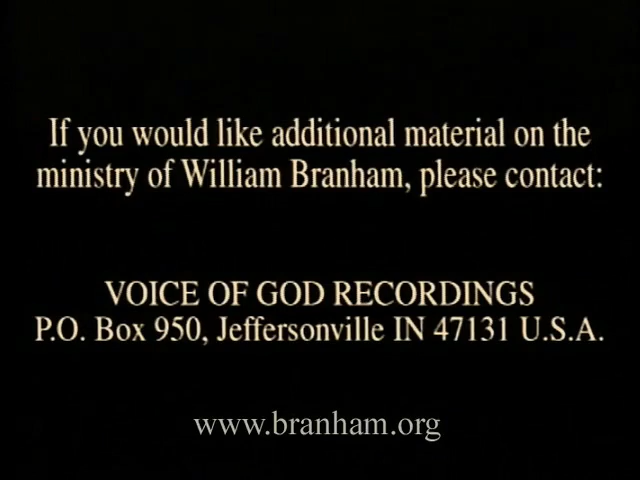 If you would like additional material on the
ministry of William Branham, please contact:
VOICE OF GOD RECORDINGS
P.O. Box 950, Jeffersonville IN 47131 U.S.A.
www.branham.org